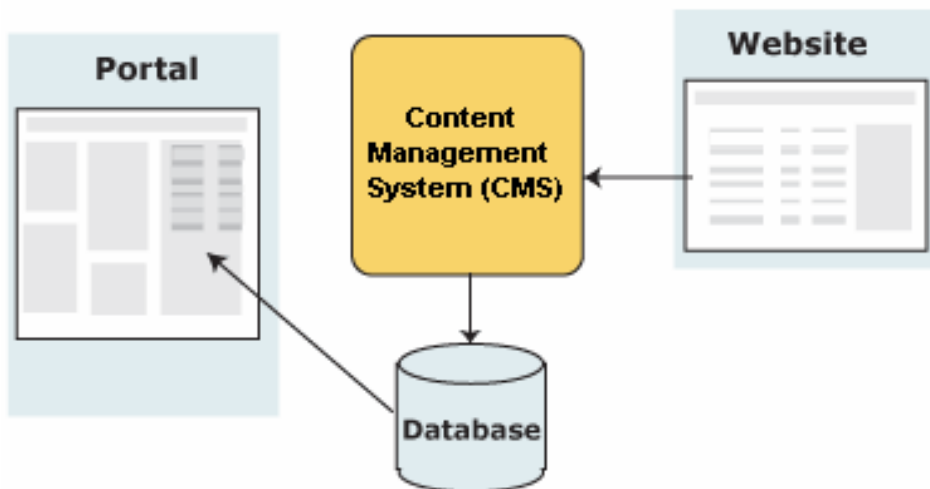 Portal
Content
Management
System (CMS)
Website
Database